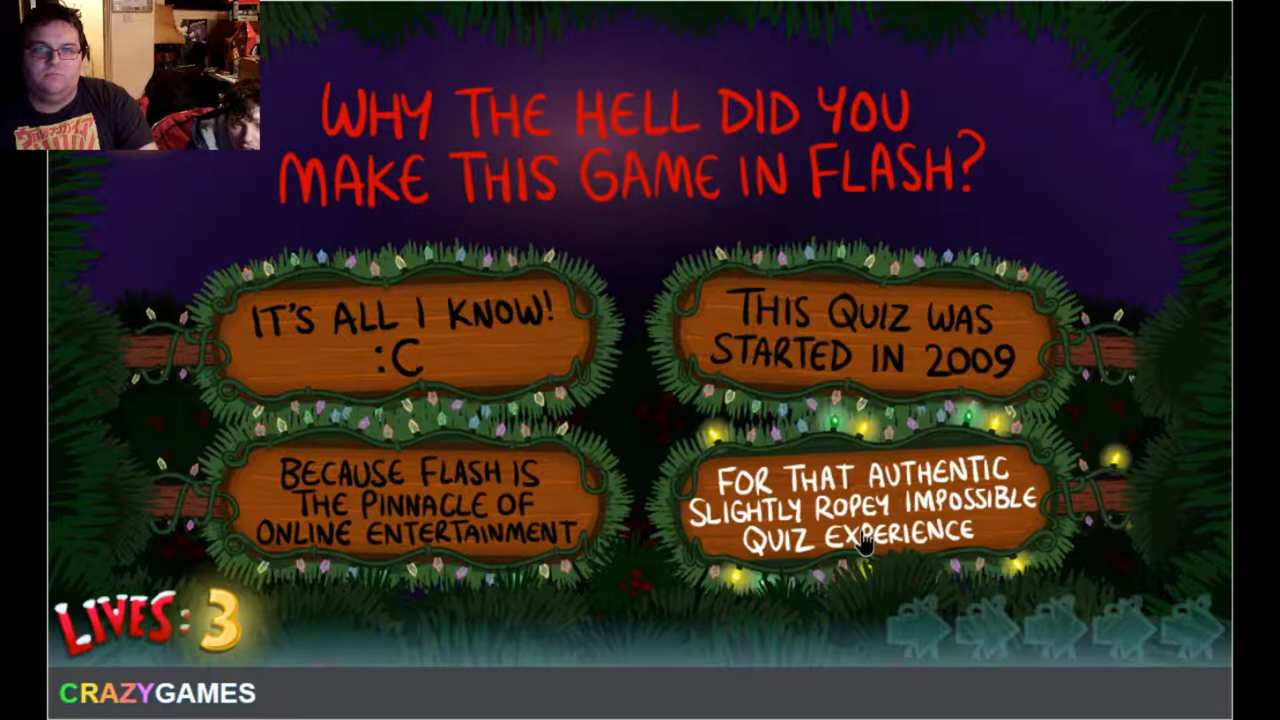 WHY THE HELL DID YOU
MAKE THIS GAME IN FLASH?
IT'S ALL I KNOW!
:C
THIS QUIZ WAS
STARTED IN 2009
BECAUSE FLASH IS
THE PINNACLE OF
ONLINE ENTERTAINMENT
FOR THAT AUTHENTIC
SLIGHTLY ROPEY IMPOSSIBLE
QUIZ EXPERIENCE
LIVES: 3
CRAZYGAMES